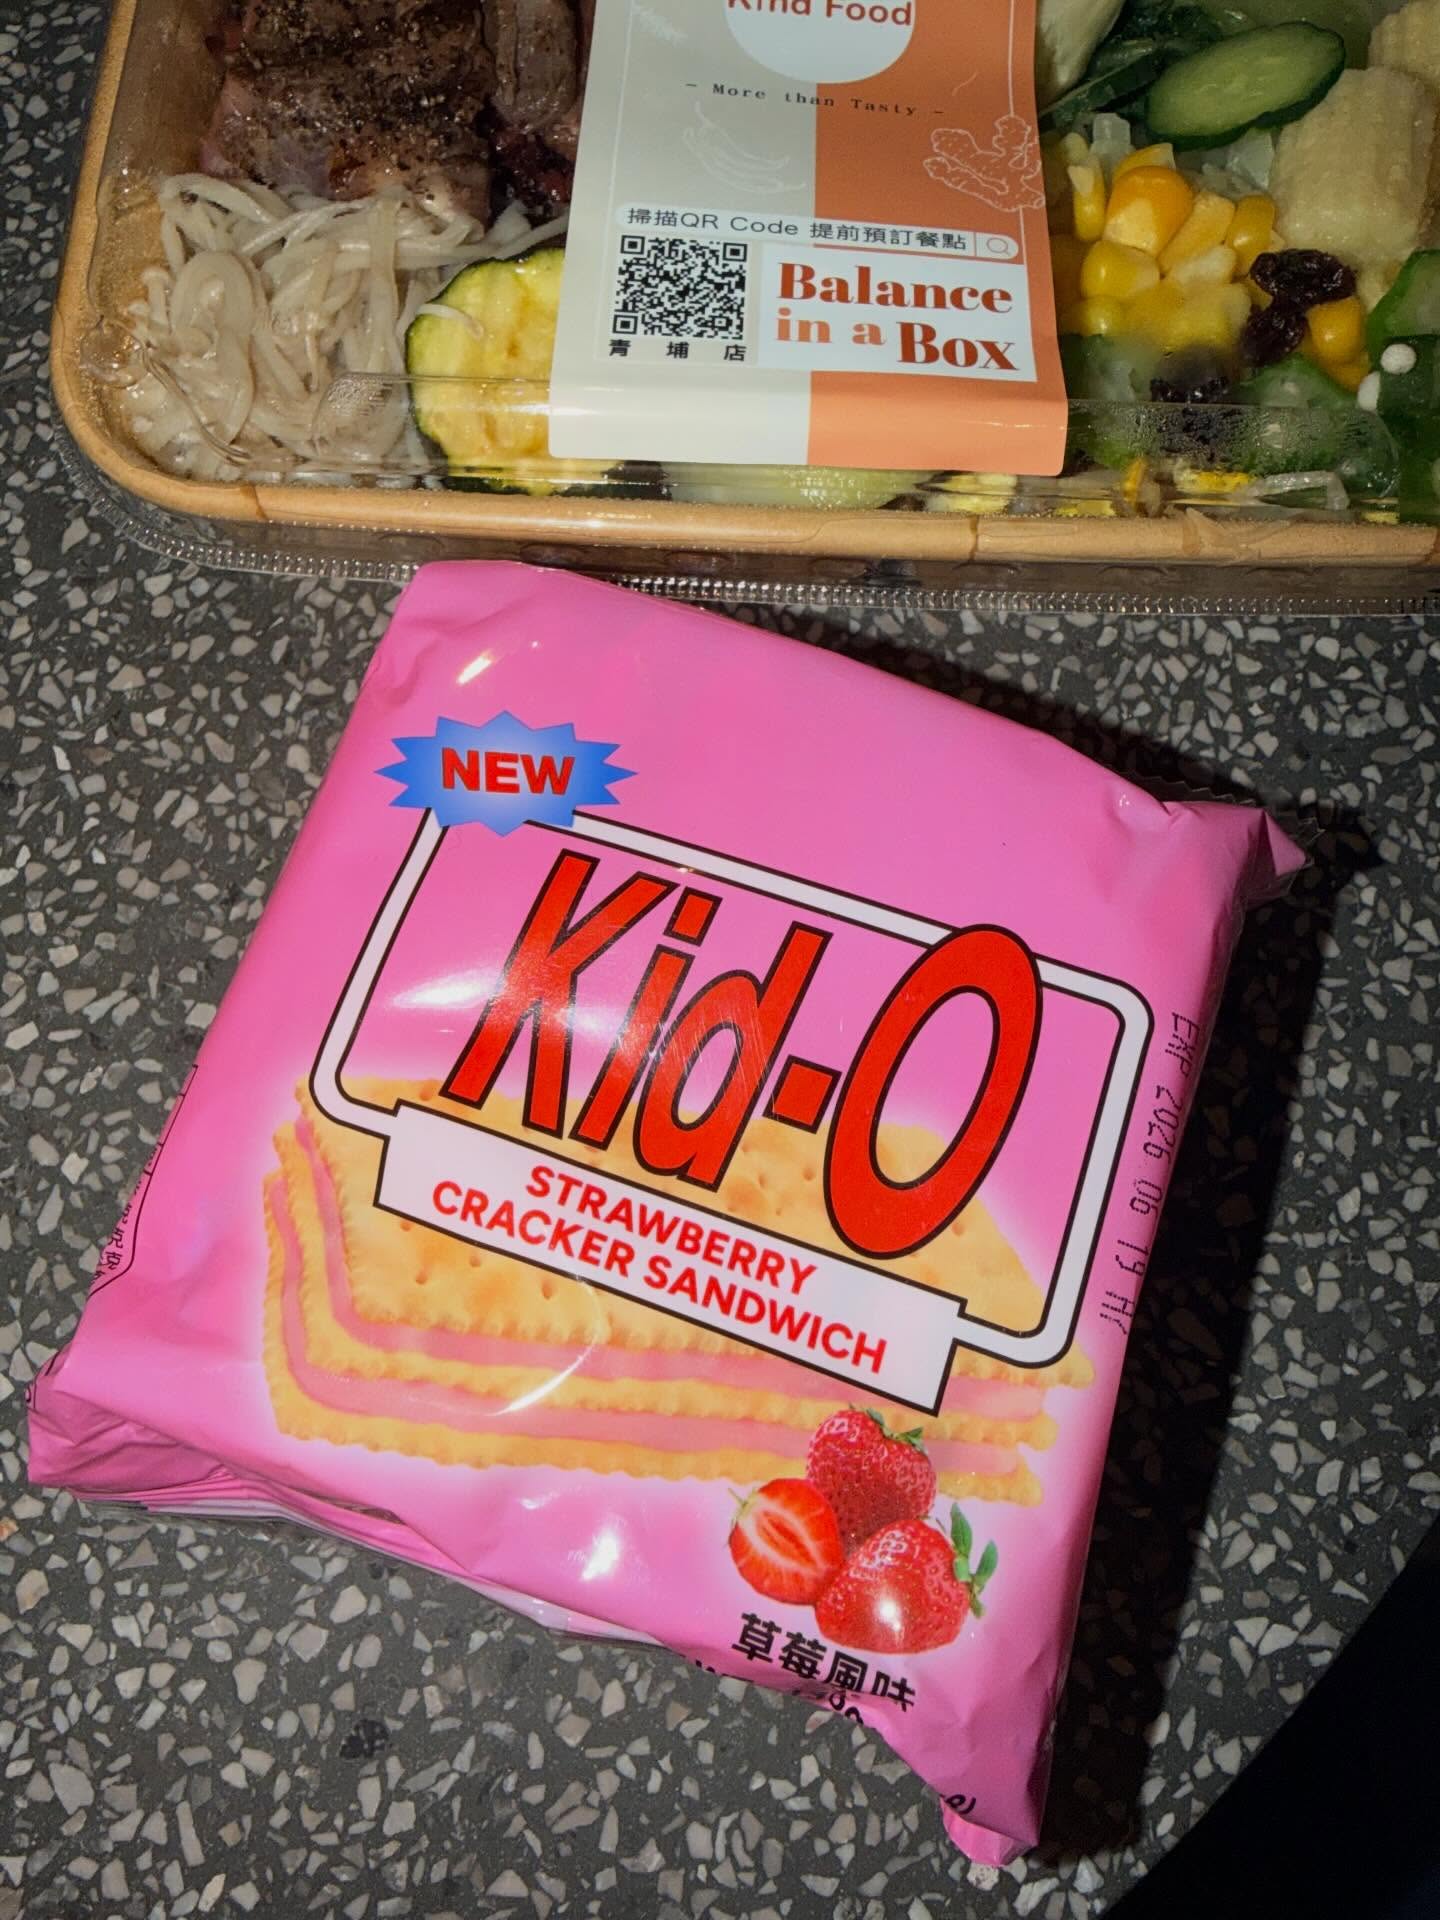 Kind Food
- More than Tasty -
掃描QR Code 提前預訂餐點
Balance
in a Box
青埔店
NEW
Kid-O
STRAWBERRY
CRACKER SANDWICH
EXP 2026 06 19
草莓風味